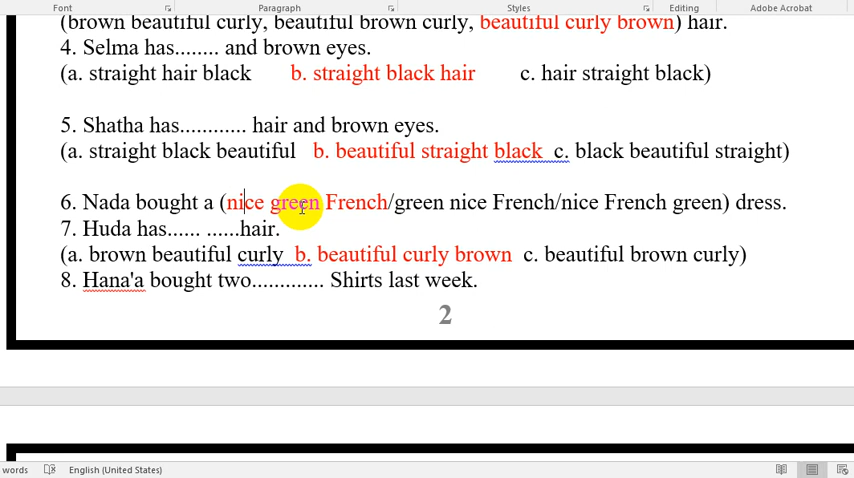 Font Paragraph Styles Editing Adobe Acrobat
(brown beautiful curly, beautiful brown curly, beautiful curly brown) hair.
4. Selma has........ and brown eyes.
(a. straight hair black b. straight black hair c. hair straight black)
5. Shatha has............ hair and brown eyes.
(a. straight black beautiful b. beautiful straight black c. black beautiful straight)
6. Nada bought a (nice green French/green nice French/nice French green) dress.
7. Huda has...... ......hair.
(a. brown beautiful curly b. beautiful curly brown c. beautiful brown curly)
8. Hana'a bought two............. Shirts last week.
2
words English (United States)